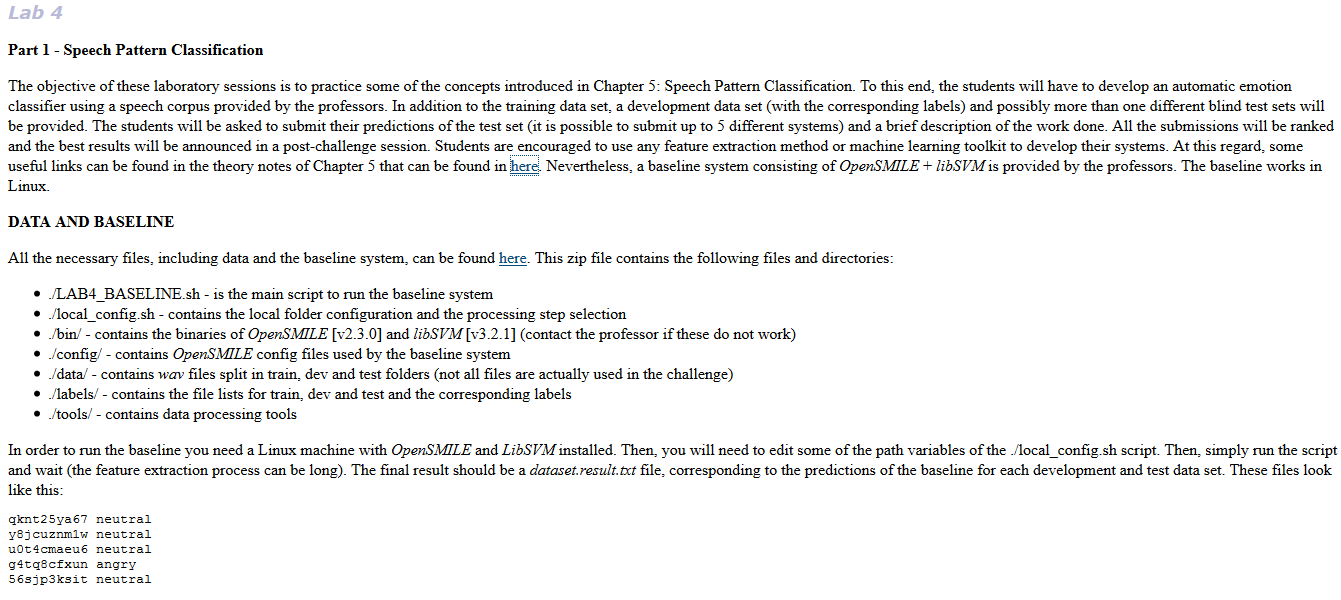 Lab 4
Part 1 - Speech Pattern Classification
The objective of these laboratory sessions is to practice some of the concepts introduced in Chapter 5: Speech Pattern Classification. To this end, the students will have to develop an automatic emotion
classifier using a speech corpus provided by the professors. In addition to the training data set, a development data set (with the corresponding labels) and possibly more than one different blind test sets will
be provided. The students will be asked to submit their predictions of the test set (it is possible to submit up to 5 different systems) and a brief description of the work done. All the submissions will be ranked
and the best results will be announced in a post-challenge session. Students are encouraged to use any feature extraction method or machine learning toolkit to develop their systems. At this regard, some
useful links can be found in the theory notes of Chapter 5 that can be found in here. Nevertheless, a baseline system consisting of OpenSMILE + libSVM is provided by the professors. The baseline works in
Linux.
DATA AND BASELINE
All the necessary files, including data and the baseline system, can be found here. This zip file contains the following files and directories:
• ./LAB4_BASELINE.sh - is the main script to run the baseline system
• ./local_config.sh - contains the local folder configuration and the processing step selection
• ./bin/ - contains the binaries of OpenSMILE [v2.3.0] and libSVM [v3.2.1] (contact the professor if these do not work)
• ./config/ - contains OpenSMILE config files used by the baseline system
• ./data/ - contains wav files split in train, dev and test folders (not all files are actually used in the challenge)
• ./labels/ - contains the file lists for train, dev and test and the corresponding labels
• ./tools/ - contains data processing tools
In order to run the baseline you need a Linux machine with OpenSMILE and LibSVM installed. Then, you will need to edit some of the path variables of the ./local_config.sh script. Then, simply run the script
and wait (the feature extraction process can be long). The final result should be a dataset.result.txt file, corresponding to the predictions of the baseline for each development and test data set. These files look
like this:
qknt25ya67 neutral
y8jcuznm1w neutral
u0t4cmaeu6 neutral
g4tq8cfxun angry
56sjp3ksit neutral